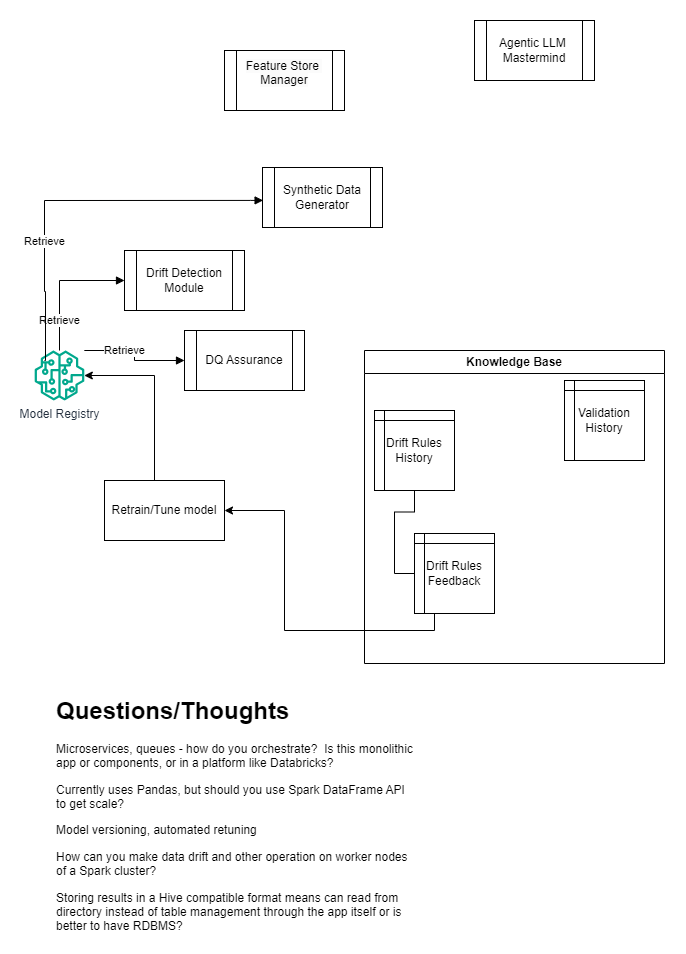 Agentic LLM
Mastermind
Feature Store
Manager
Synthetic Data
Generator
Retrieve
Drift Detection
Module
Retrieve
Retrieve
DQ Assurance
Knowledge Base
Model Registry
Validation
History
Drift Rules
History
Retrain/Tune model
Drift Rules
Feedback
Questions/Thoughts
Microservices, queues - how do you orchestrate?  Is this monolithic
app or components, or in a platform like Databricks?
Currently uses Pandas, but should you use Spark DataFrame API
to get scale?
Model versioning, automated retuning
How can you make data drift and other operation on worker nodes
of a Spark cluster?
Storing results in a Hive compatible format means can read from
directory instead of table management through the app itself or is
better to have RDBMS?